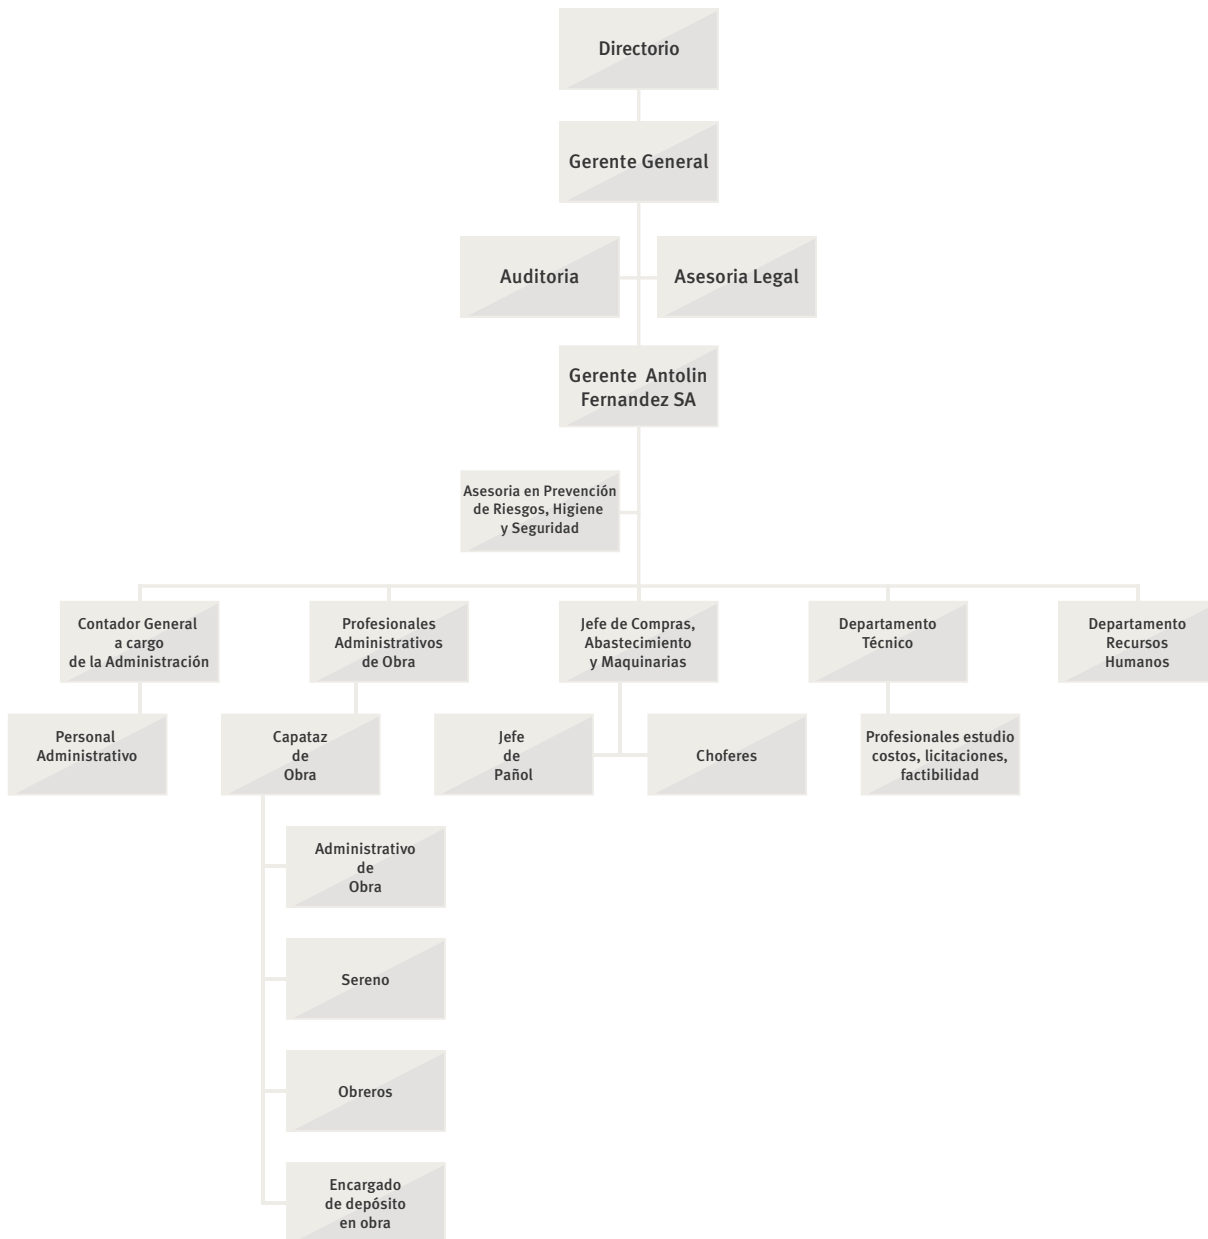 Directorio
Gerente General
Auditoria
Asesoria Legal
Gerente Antolin
Fernandez SA
Asesoria en Prevención
de Riesgos, Higiene
y Seguridad
Contador General
a cargo
de la Administración
Profesionales
Administrativos
de Obra
Jefe de Compras,
Abastecimiento
y Maquinarias
Departamento
Técnico
Departamento
Recursos
Humanos
Personal
Administrativo
Capataz
de
Obra
Jefe
de
Pañol
Choferes
Profesionales estudio
costos, licitaciones,
factibilidad
Administrativo
de
Obra
Sereno
Obreros
Encargado
de depósito
en obra